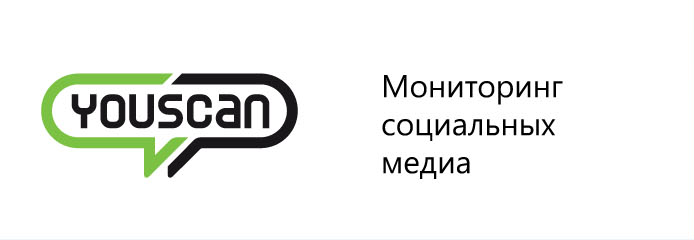 YOUSCAN
Мониторинг
социальных
медиа